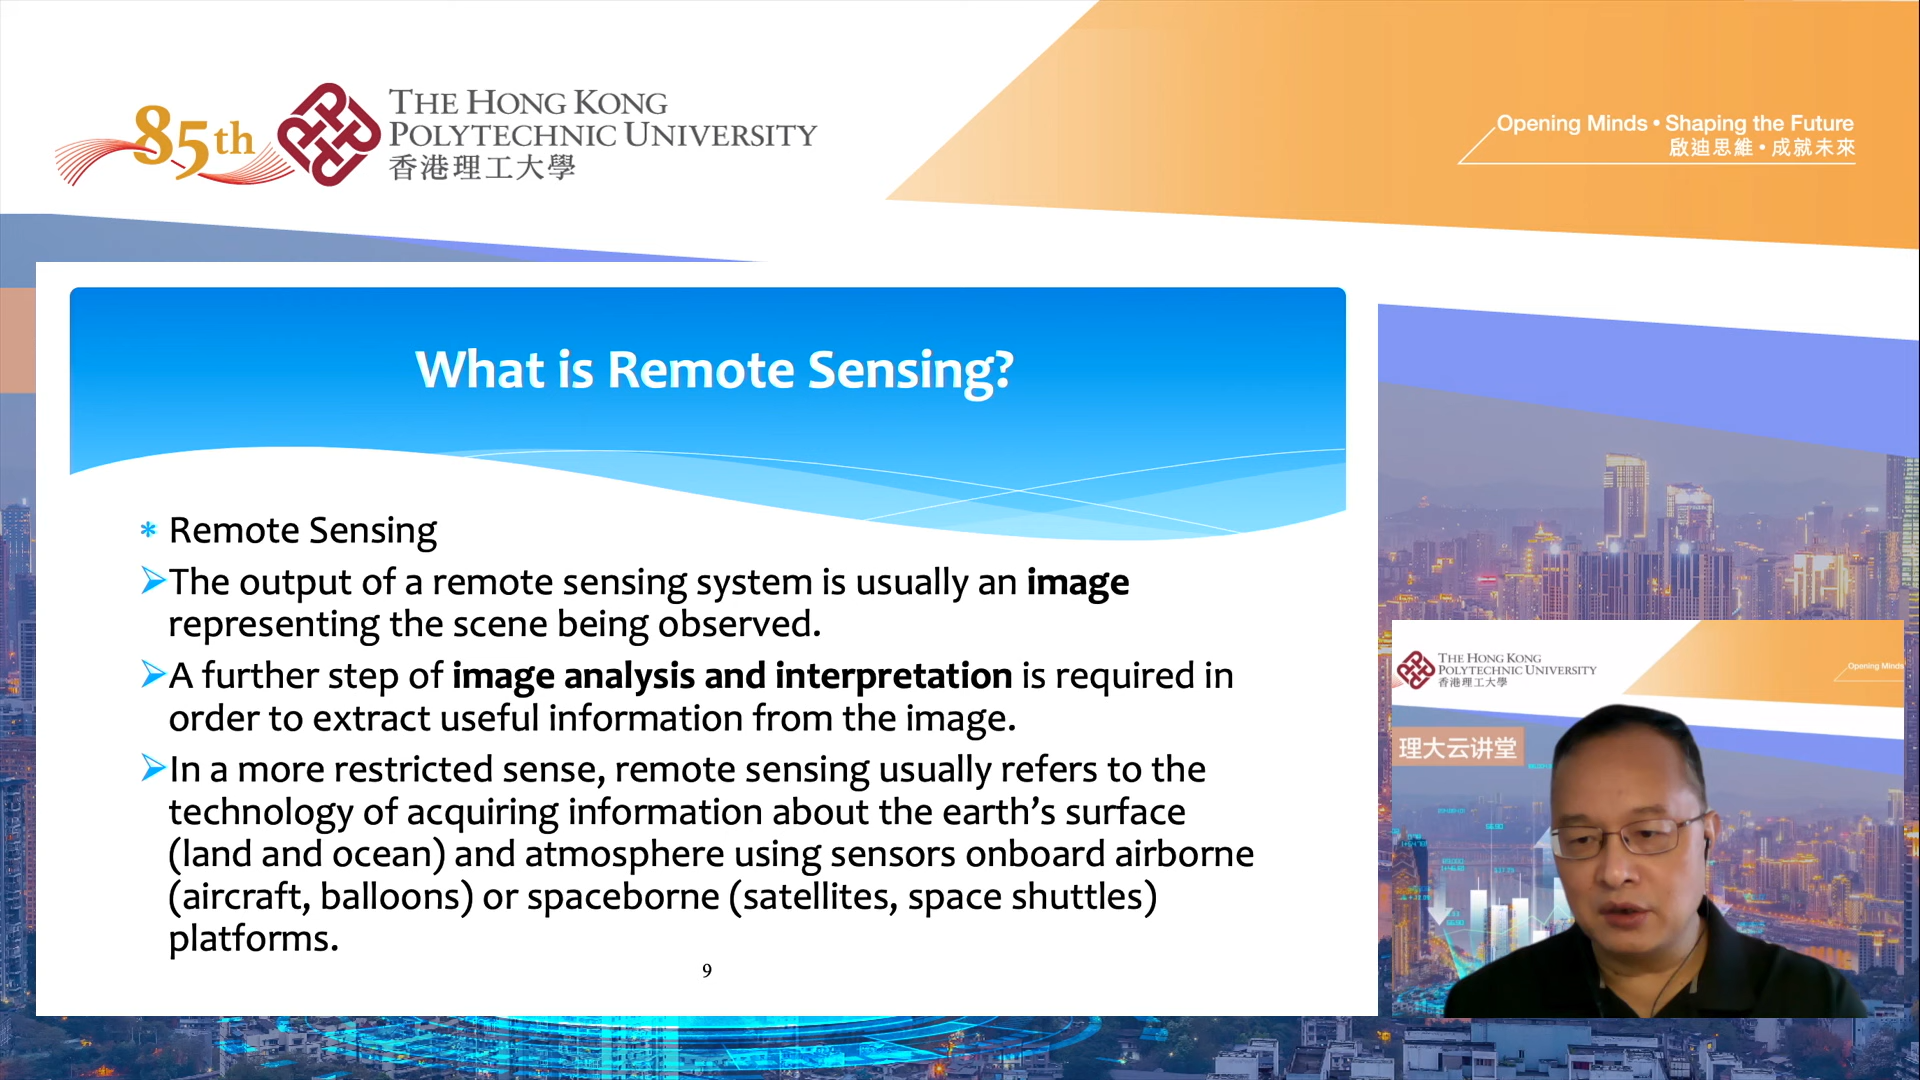 85th
THE HONG KONG
POLYTECHNIC UNIVERSITY
香港理工大學
Opening Minds • Shaping the Future
啟迪思維 • 成就未來
What is Remote Sensing?
* Remote Sensing
➢The output of a remote sensing system is usually an image
representing the scene being observed.
➢A further step of image analysis and interpretation is required in
order to extract useful information from the image.
➢In a more restricted sense, remote sensing usually refers to the
technology of acquiring information about the earth’s surface
(land and ocean) and atmosphere using sensors onboard airborne
(aircraft, balloons) or spaceborne (satellites, space shuttles)
platforms.
9
THE HONG KONG
POLYTECHNIC UNIVERSITY
香港理工大學
Opening Minds
理大云讲堂